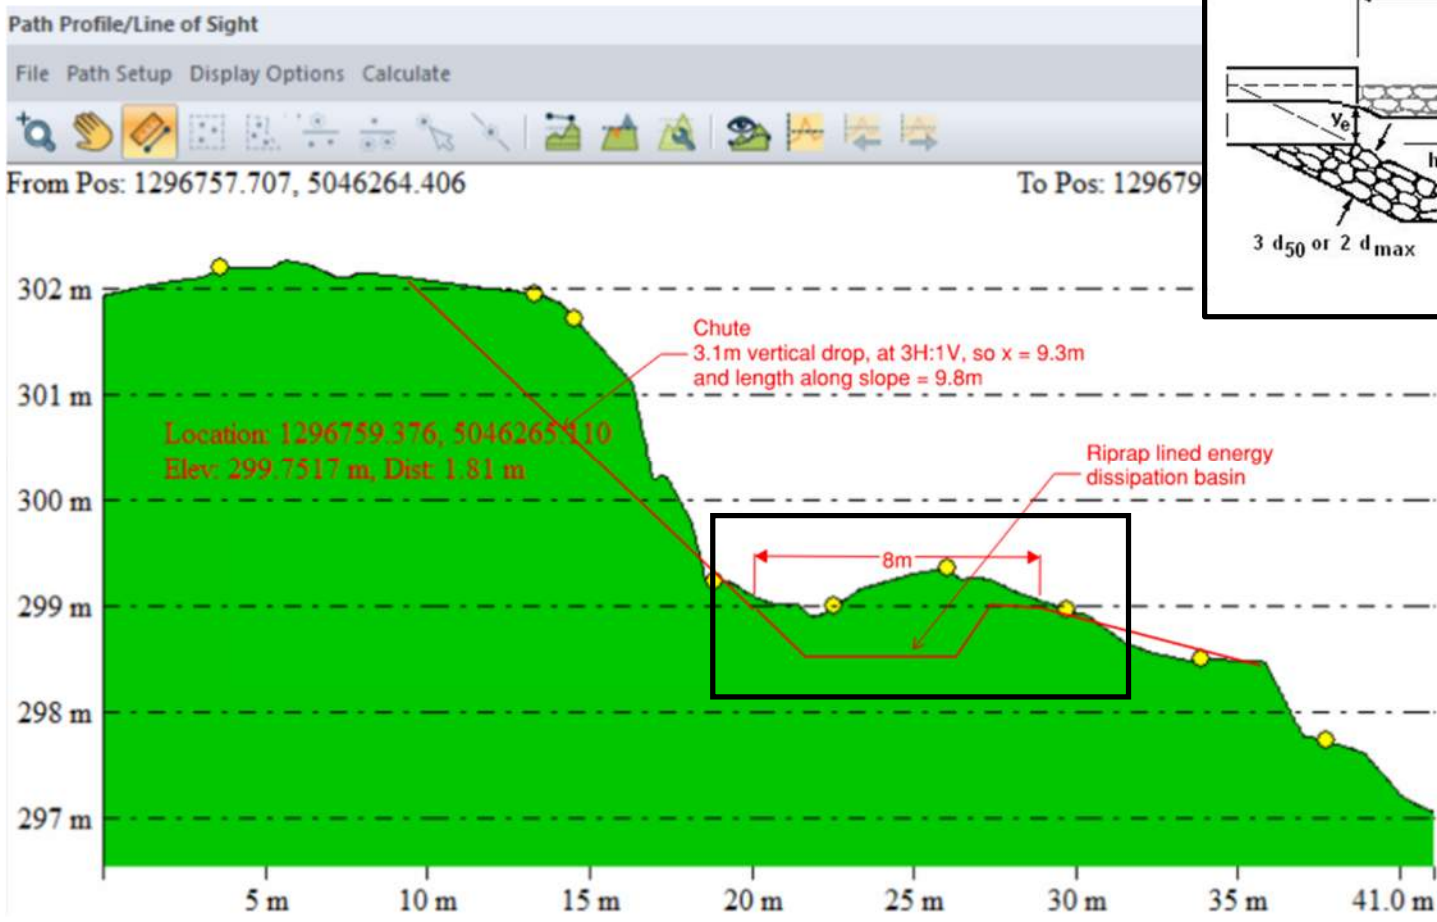 Path Profile/Line of Sight
File Path Setup Display Options Calculate
From Pos: 1296757.707, 5046264.406
To Pos: 129679
ye
h
3 d50 or 2 dmax
302 m
Chute
3.1m vertical drop, at 3H:1V, so x = 9.3m
and length along slope = 9.8m
301 m
Location: 1296759.376, 5046265.110
Elev: 299.7517 m, Dist: 1.81 m
Riprap lined energy
dissipation basin
300 m
8m
299 m
298 m
297 m
5 m 10 m 15 m 20 m 25 m 30 m 35 m 41.0 m